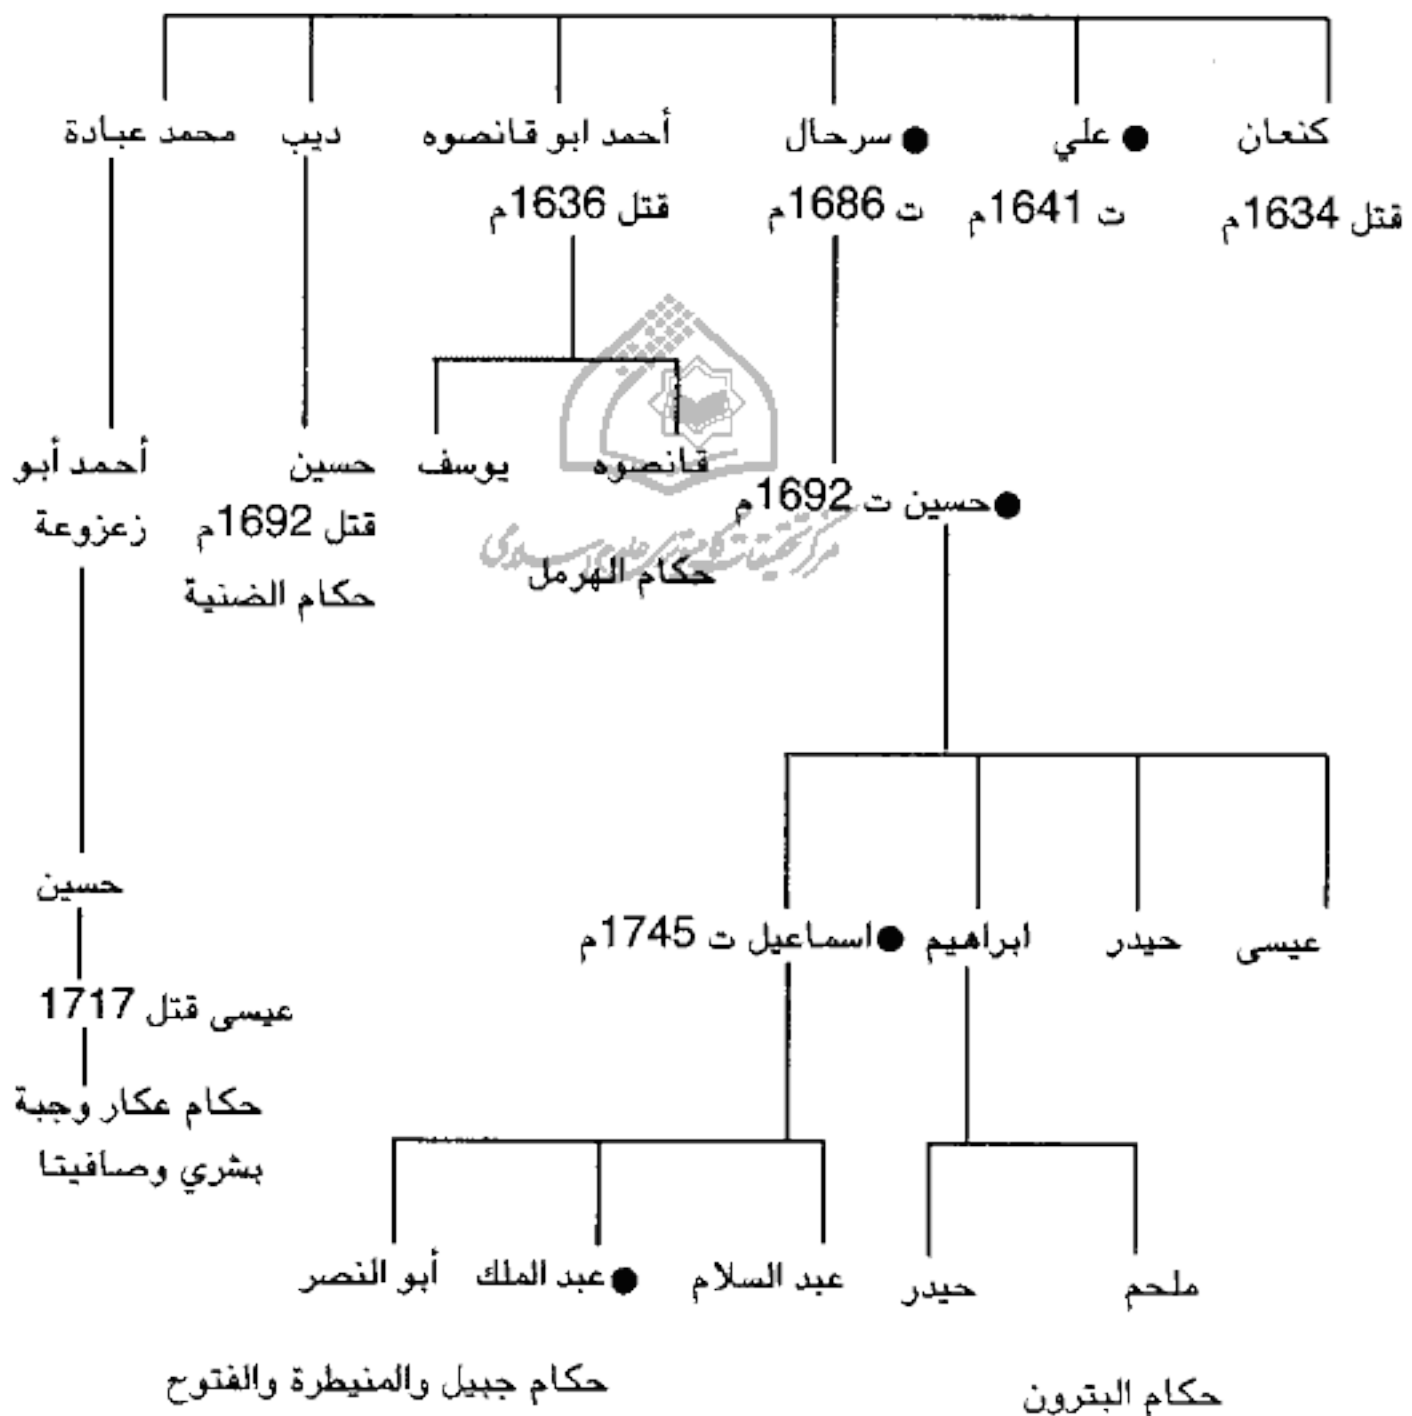 كنعان
قتل 1634م
● علي
ت 1641م
● سرحال
ت 1686م
أحمد ابو قانصوه
قتل 1636م
ديب
محمد عبادة
قانصوه
يوسف
حكام الهرمل
حسين
قتل 1692م
حكام الضنية
أحمد أبو
زعزوعة
● حسين ت 1692م
عيسى
حيدر
ابراهيم
● اسماعيل ت 1745م
حسين
عيسى قتل 1717
حكام عكار وجبة
بشري وصافيتا
ملحم
حيدر
عبد السلام
● عبد الملك
أبو النصر
حكام البترون
حكام جبيل والمنيطرة والفتوح